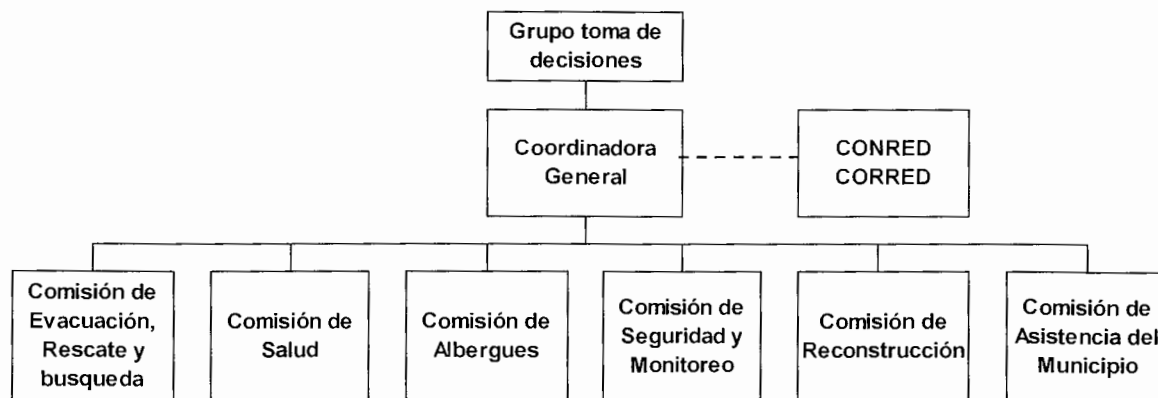 Grupo toma de
decisiones
Coordinadora
General
CONRED
CORRED
Comisión de
Evacuación,
Rescate y
busqueda
Comisión de
Salud
Comisión de
Albergues
Comisión de
Seguridad y
Monitoreo
Comisión de
Reconstrucción
Comisión de
Asistencia del
Municipio